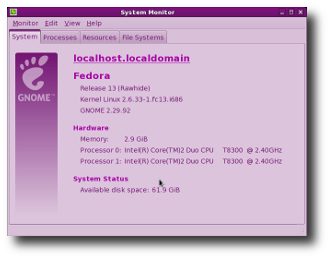 System Monitor
Monitor Edit View Help
System Processes Resources File Systems
localhost.localdomain
Fedora
Release 13 (Rawhide)
Kernel Linux 2.6.33-1.fc13.i686
GNOME 2.29.92
GNOME™
Hardware
Memory: 2.9 GiB
Processor 0: Intel(R) Core(TM)2 Duo CPU T8300 @ 2.40GHz
Processor 1: Intel(R) Core(TM)2 Duo CPU T8300 @ 2.40GHz
System Status
Available disk space: 61.9 GiB